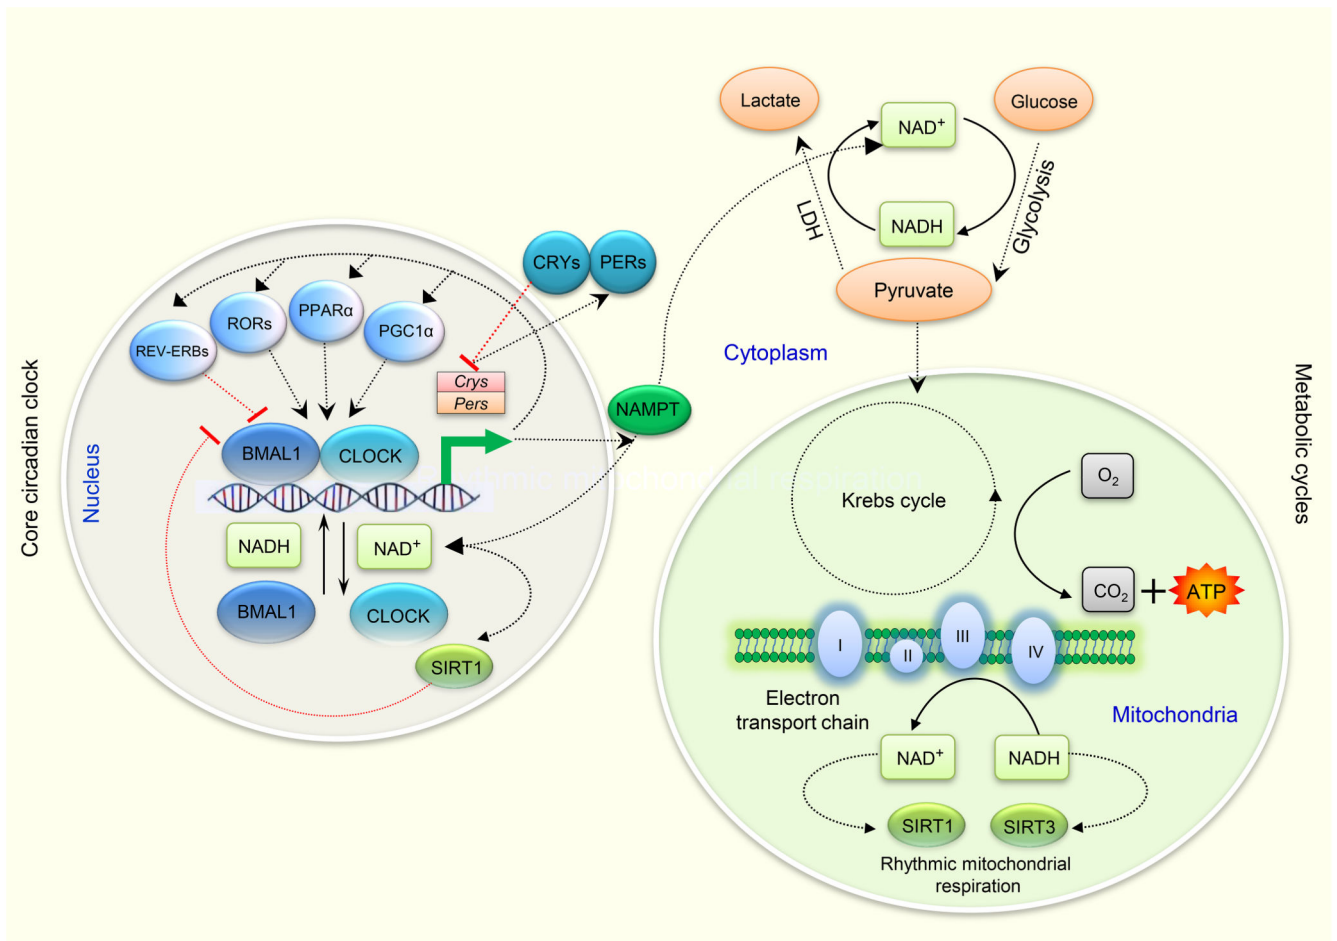 Core circadian clock
Nucleus
REV-ERBs
RORs
PPARα
PGC1α
CRYs
PERs
Crys
Pers
BMAL1
CLOCK
NADH
NAD+
BMAL1
CLOCK
SIRT1
NAMPT
Lactate
NAD+
Glucose
LDH
NADH
Glycolysis
Pyruvate
Cytoplasm
Metabolic cycles
mitochondrial respiration
Krebs cycle
O2
CO2
+
ATP
I
II
III
IV
Electron
transport chain
Mitochondria
NAD+
NADH
SIRT1
SIRT3
Rhythmic mitochondrial
respiration